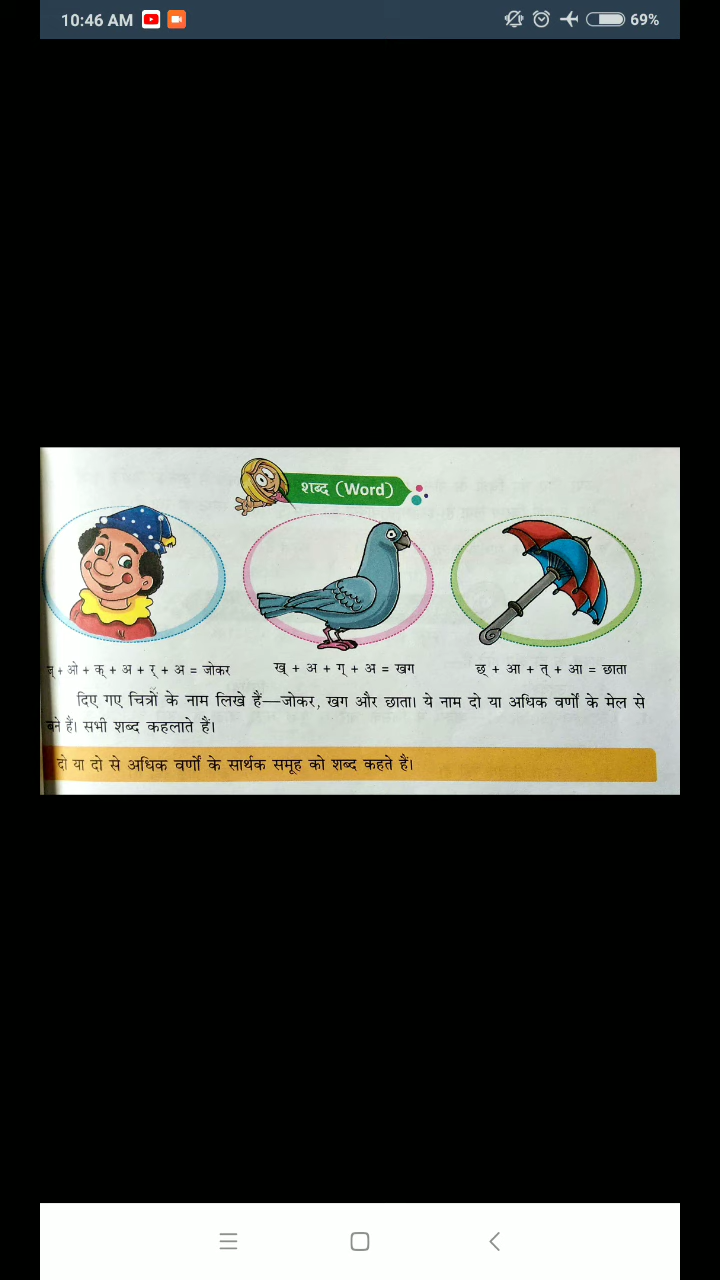 10:46 AM 69%
शब्द (Word)
ज् + ओ + क् + अ + र् + अ = जोकर ख् + अ + ग् + अ = खग छ् + आ + त् + आ = छाता
दिए गए चित्रों के नाम लिखे हैं—जोकर, खग और छाता। ये नाम दो या अधिक वर्णों के मेल से
बने हैं। सभी शब्द कहलाते हैं।
दो या दो से अधिक वर्णों के सार्थक समूह को शब्द कहते हैं।